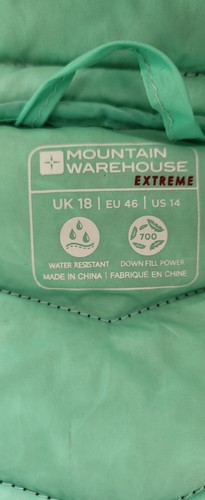 MOUNTAIN
WAREHOUSE
EXTREME
UK 18 | EU 46 | US 14
700
WATER RESISTANT DOWN FILL POWER
MADE IN CHINA | FABRIQUÉ EN CHINE